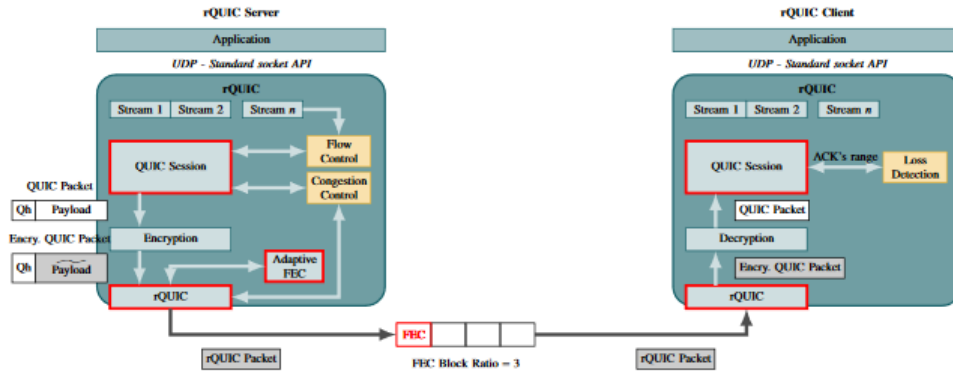 rQUIC Server
Application
UDP - Standard socket API
rQUIC
Stream 1
Stream 2
Stream n
QUIC Session
Flow
Control
Congestion
Control
QUIC Packet
Qh
Payload
Encryption
Encry. QUIC Packet
Qh
Payload
Adaptive
FEC
rQUIC
rQUIC Packet
FEC
FEC Block Ratio = 3
rQUIC Client
Application
UDP - Standard socket API
rQUIC
Stream 1
Stream 2
Stream n
QUIC Session
ACK's range
Loss
Detection
QUIC Packet
Decryption
Encry. QUIC Packet
rQUIC
rQUIC Packet